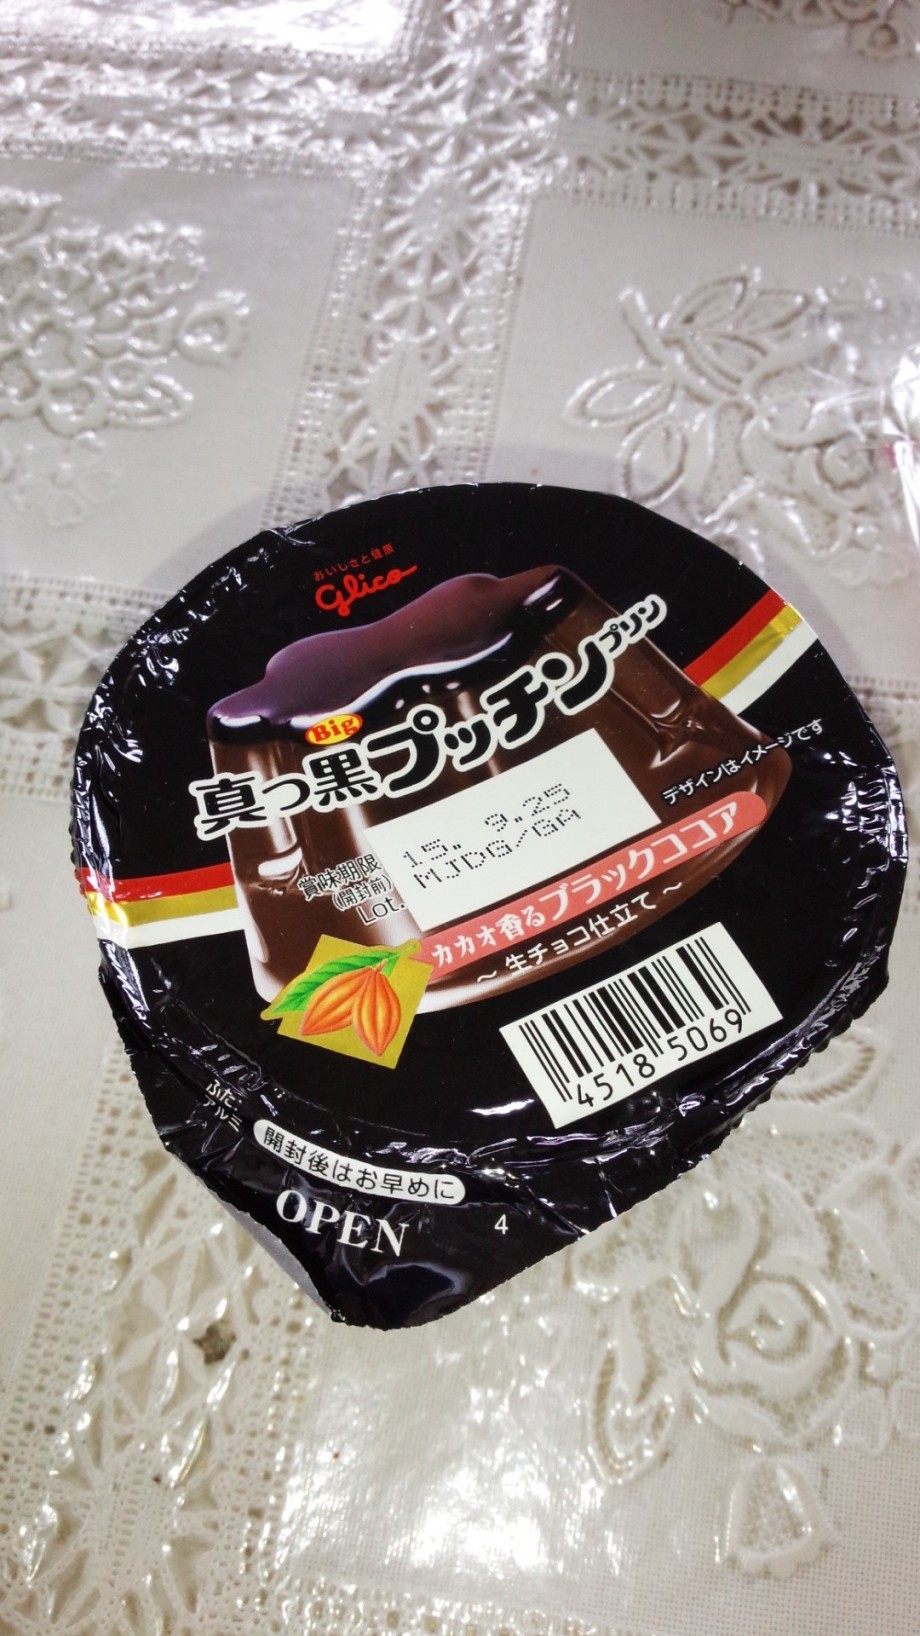 おいしさと健康
Glico
Big
真っ黒プッチンプリン
デザインはイメージです
賞味期限
(開封前)
Lot.
15. 9.25
MJDG/GA
カカオ香るブラックココア
～生チョコ仕立て～
4518 5069
ふた:
アルミ
開封後はお早めに
OPEN
4